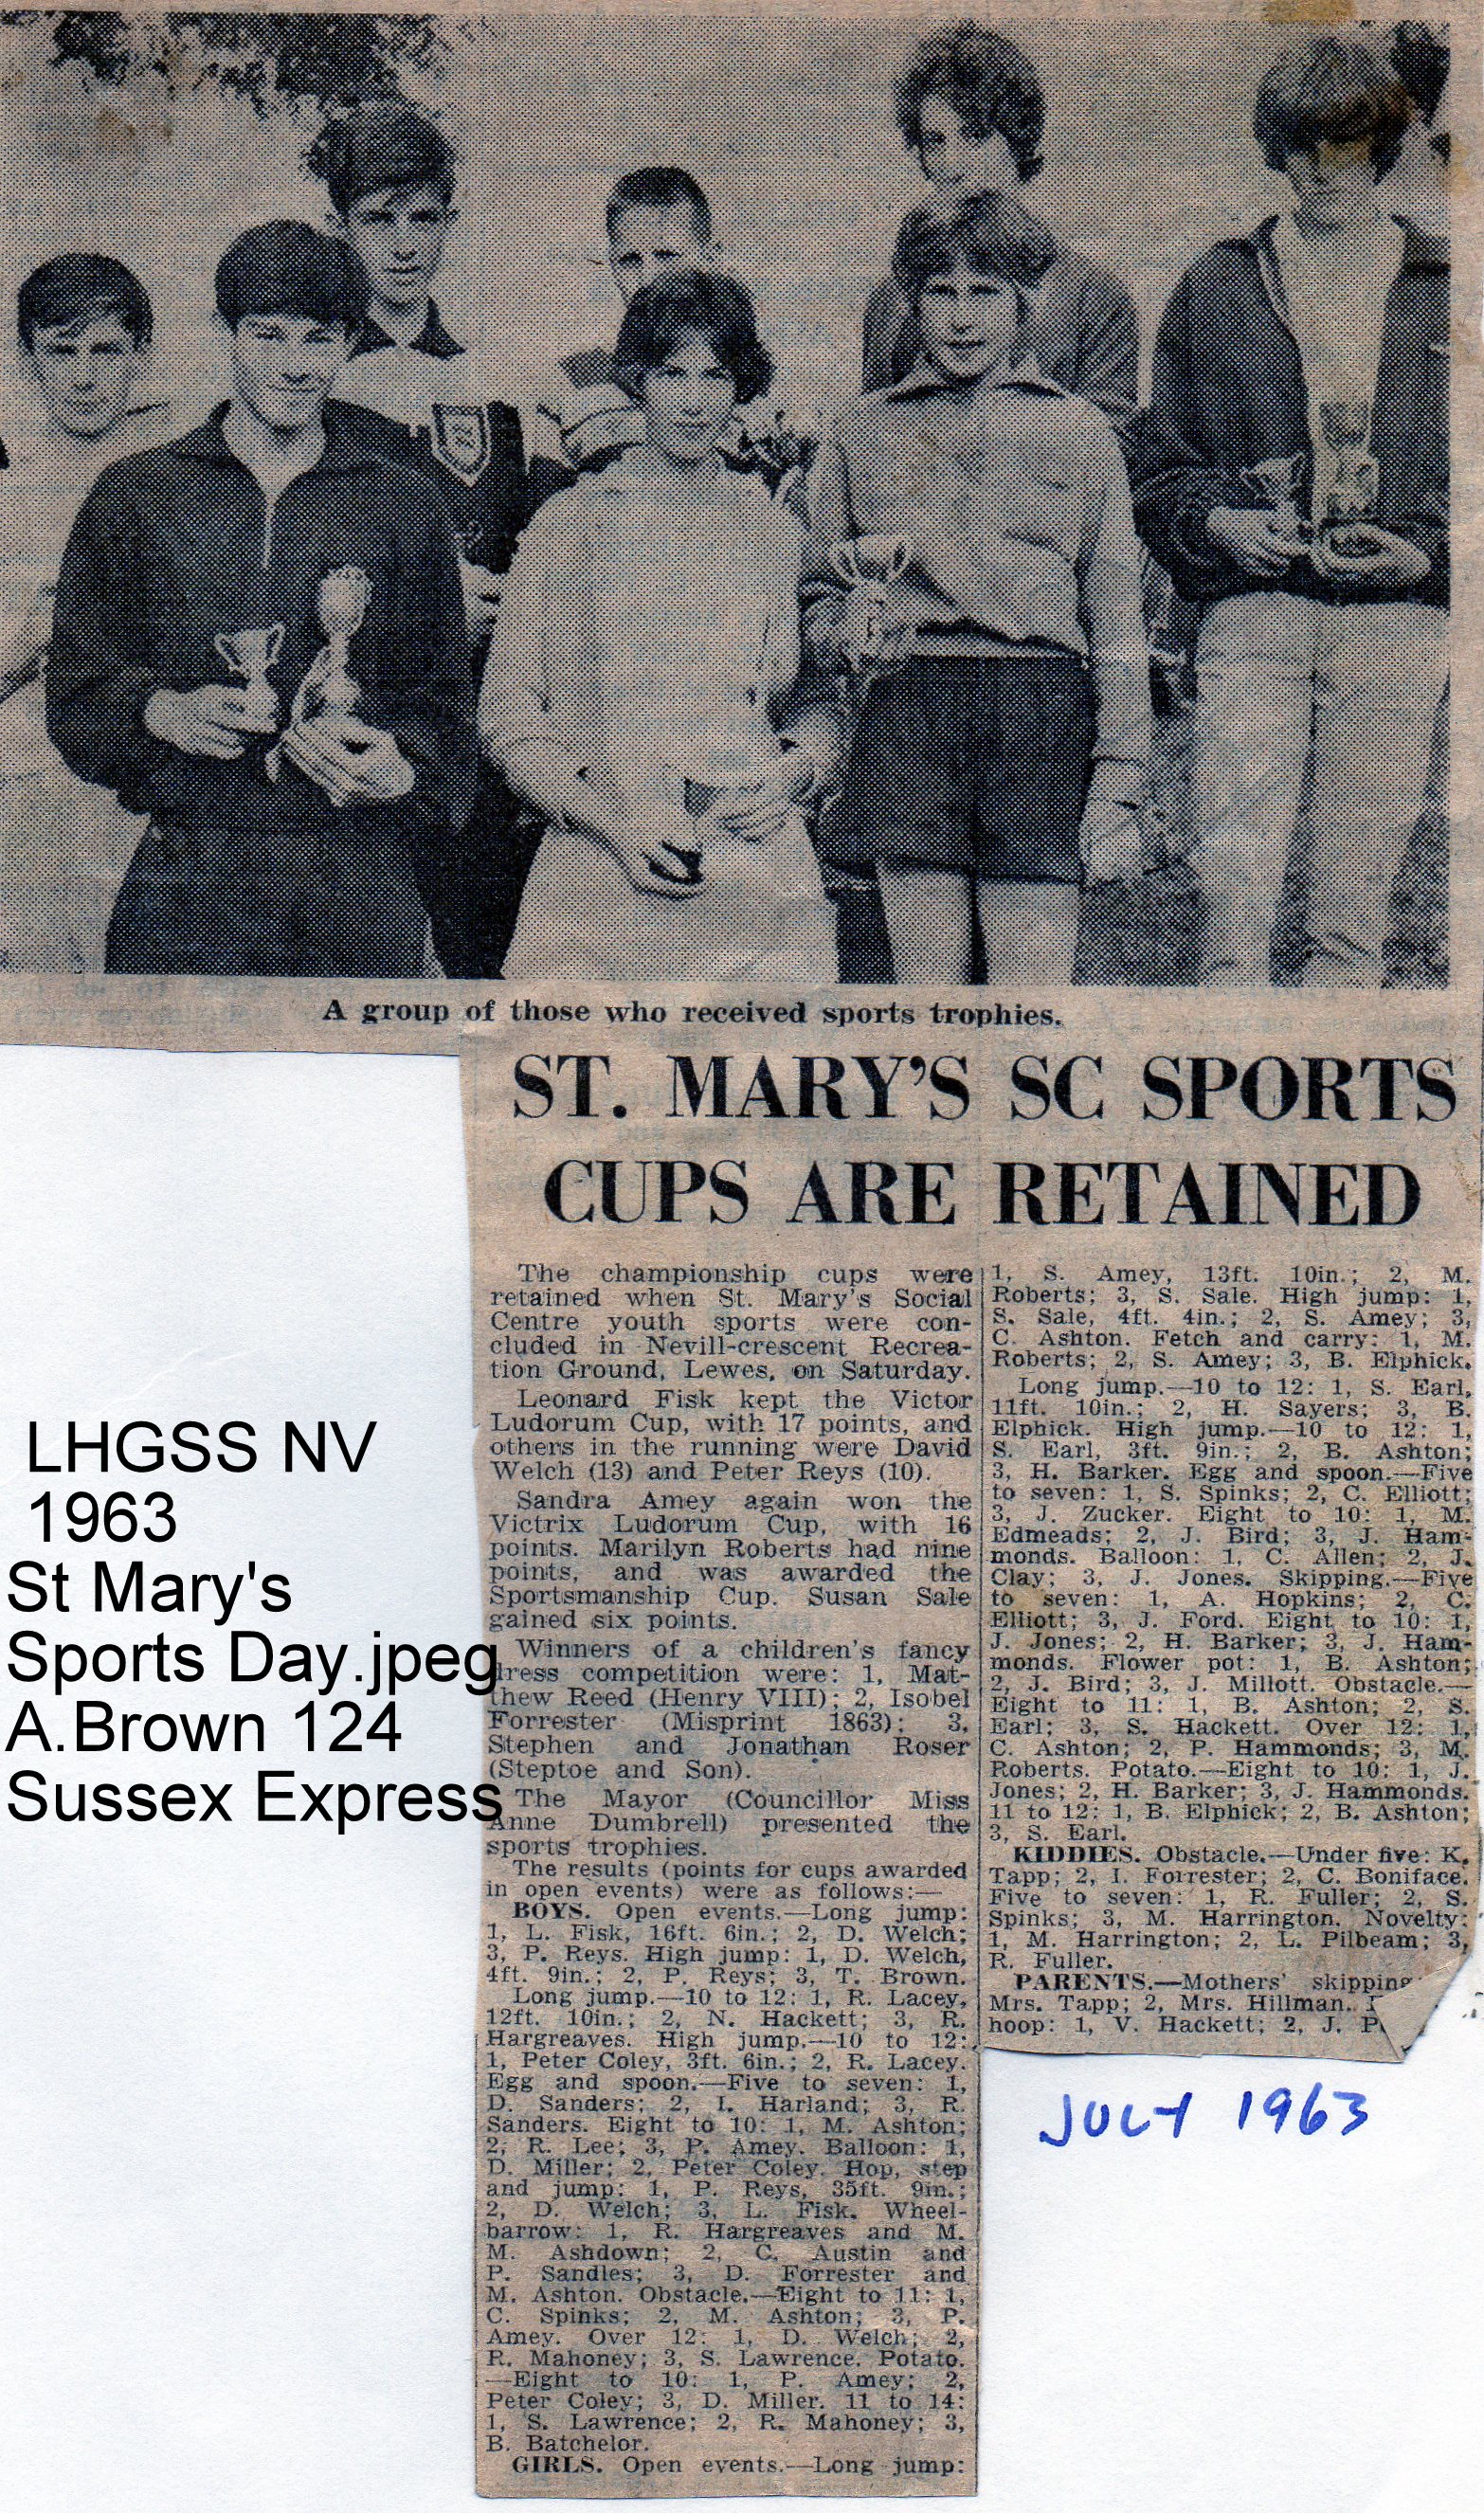 A group of those who received sports trophies.
ST. MARY'S SC SPORTS
CUPS ARE RETAINED
The championship cups were
retained when St. Mary's Social
Centre youth sports were con-
cluded in Nevill-crescent Recrea-
tion Ground, Lewes, on Saturday.
Leonard Fisk kept the Victor
Ludorum Cup, with 17 points, and
others in the running were David
Welch (13) and Peter Reys (10).
Sandra Amey again won the
Victrix Ludorum Cup, with 16
points. Marilyn Roberts had nine
points, and was awarded the
Sportsmanship Cup. Susan Sale
gained six points.
Winners of a children's fancy
dress competition were: 1, Mat-
thew Reed (Henry VIII); 2, Isobel
Forrester (Misprint 1863); 3,
Stephen and Jonathan Roser
(Steptoe and Son).
The Mayor (Councillor Miss
Anne Dumbrell) presented the
sports trophies.
The results (points for cups awarded
in open events) were as follows:—
BOYS. Open events.—Long jump:
1, L. Fisk, 16ft. 6in.; 2, D. Welch;
3, P. Reys. High jump: 1, D. Welch,
4ft. 9in.; 2, P. Reys; 3, T. Brown.
Long jump.—10 to 12: 1, R. Lacey,
12ft. 10in.; 2, N. Hackett; 3, R.
Hargreaves. High jump.—10 to 12:
1, Peter Coley, 3ft. 6in.; 2, R. Lacey.
Egg and spoon.—Five to seven: 1,
D. Sanders; 2, I. Harland; 3, R.
Sanders. Eight to 10: 1, M. Ashton;
2, R. Lee; 3, P. Amey. Balloon: 1,
D. Miller; 2, Peter Coley. Hop, step
and jump: 1, P. Reys, 35ft. 9in.;
2, D. Welch; 3, L. Fisk. Wheel-
barrow: 1, R. Hargreaves and M.
M. Ashdown; 2, C. Austin and
P. Sandles; 3, D. Forrester and
M. Ashton. Obstacle.—Eight to 11: 1,
C. Spinks; 2, M. Ashton; 3, P.
Amey. Over 12: 1, D. Welch; 2,
R. Mahoney; 3, S. Lawrence. Potato.
—Eight to 10: 1, P. Amey; 2,
Peter Coley; 3, D. Miller. 11 to 14:
1, S. Lawrence; 2, R. Mahoney; 3,
B. Batchelor.
GIRLS. Open events.—Long jump:
1, S. Amey, 13ft. 10in.; 2, M.
Roberts; 3, S. Sale. High jump: 1,
S. Sale, 4ft. 4in.; 2, S. Amey; 3,
C. Ashton. Fetch and carry: 1, M.
Roberts; 2, S. Amey; 3, B. Elphick.
Long jump.—10 to 12: 1, S. Earl,
11ft. 10in.; 2, H. Sayers; 3, B.
Elphick. High jump.—10 to 12: 1,
S. Earl, 3ft. 9in.; 2, B. Ashton;
3, H. Barker. Egg and spoon.—Five
to seven: 1, S. Spinks; 2, C. Elliott;
3, J. Zucker. Eight to 10: 1, M.
Edmeads; 2, J. Bird; 3, J. Ham-
monds. Balloon: 1, C. Allen; 2, J.
Clay; 3, J. Jones. Skipping.—Five
to seven: 1, A. Hopkins; 2, C.
Elliott; 3, J. Ford. Eight to 10: 1,
J. Jones; 2, H. Barker; 3, J. Ham-
monds. Flower pot: 1, B. Ashton;
2, J. Bird; 3, J. Millott. Obstacle.—
Eight to 11: 1, B. Ashton; 2, S.
Earl; 3, S. Hackett. Over 12: 1,
C. Ashton; 2, P. Hammonds; 3, M.
Roberts. Potato.—Eight to 10: 1, J.
Jones; 2, H. Barker; 3, J. Hammonds.
11 to 12: 1, B. Elphick; 2, B. Ashton;
3, S. Earl.
KIDDIES. Obstacle.—Under five: K.
Tapp; 2, I. Forrester; 2, C. Boniface.
Five to seven: 1, R. Fuller; 2, S.
Spinks; 3, M. Harrington. Novelty:
1, M. Harrington; 2, L. Pilbeam; 3,
R. Fuller.
PARENTS.—Mothers' skipping
Mrs. Tapp; 2, Mrs. Hillman.
hoop: 1, V. Hackett; 2, J.
JULY 1963
LHGSS NV
1963
St Mary's
Sports Day.jpeg
A.Brown 124
Sussex Express